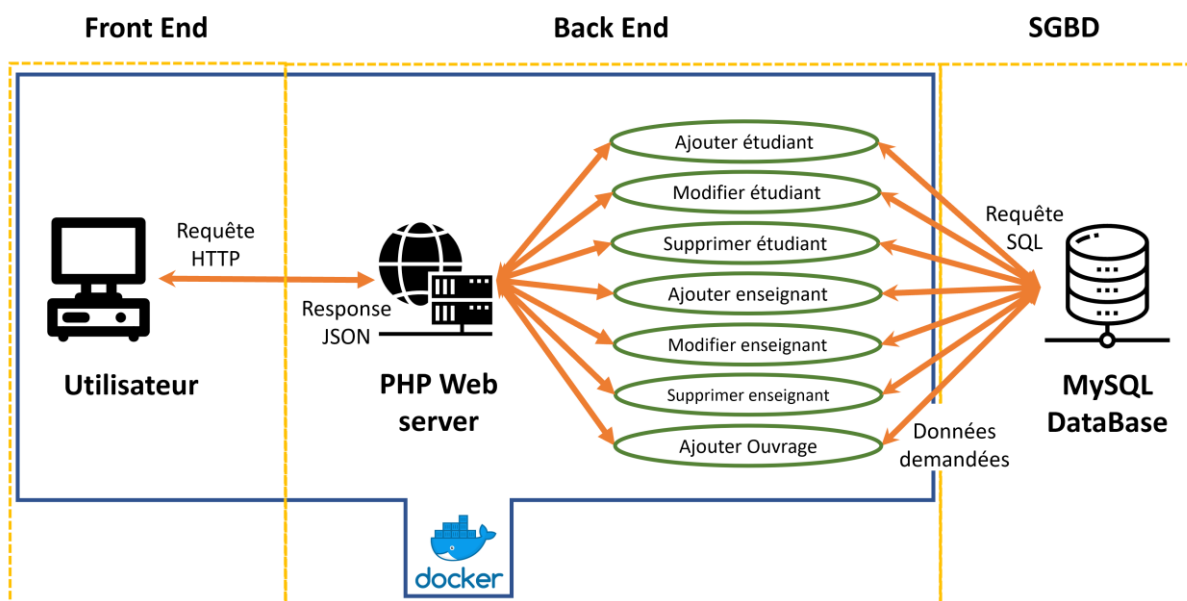 Front End
Back End
SGBD
Ajouter étudiant
Modifier étudiant
Supprimer étudiant
Ajouter enseignant
Modifier enseignant
Supprimer enseignant
Ajouter Ouvrage
Requête
HTTP
Response
JSON
Requête
SQL
Données
demandées
Utilisateur
PHP Web
server
MySQL
DataBase
docker